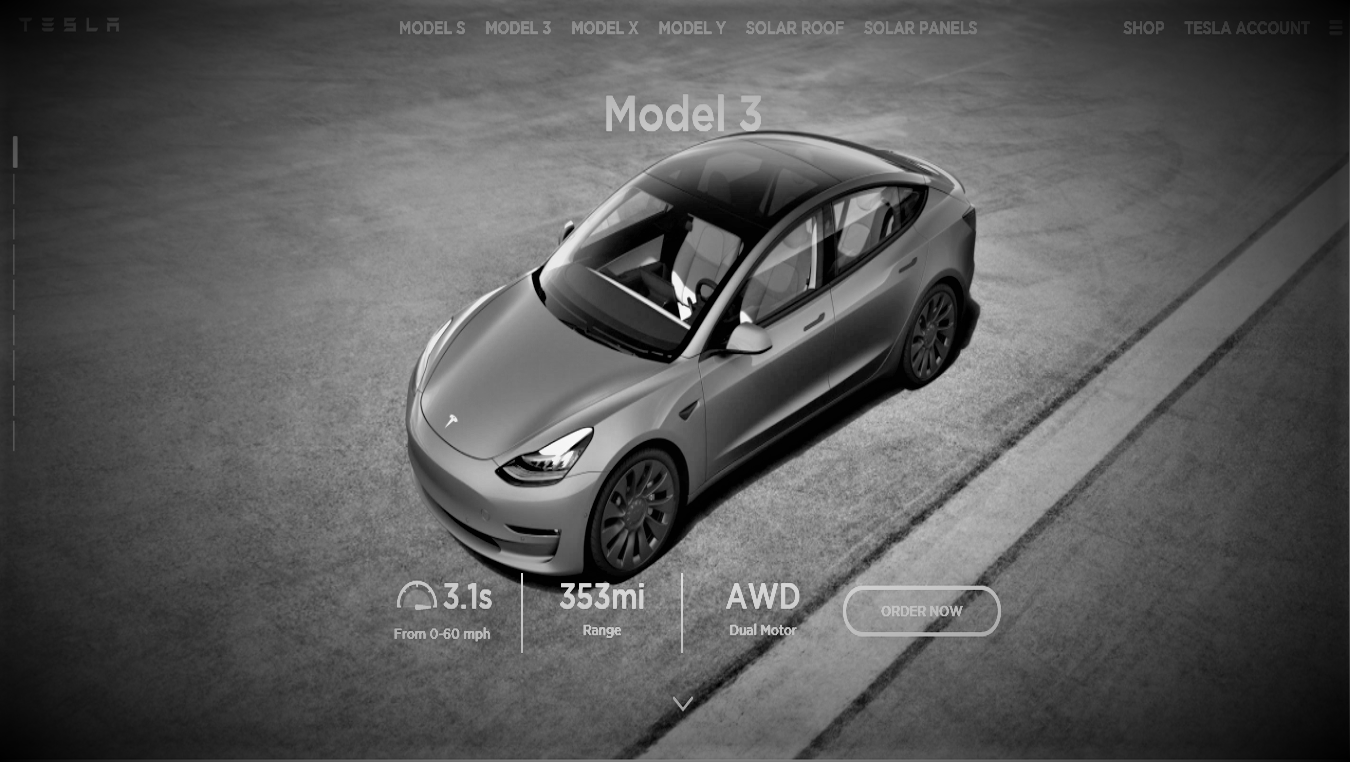 TESLA MODEL S MODEL 3 MODEL X MODEL Y SOLAR ROOF SOLAR PANELS SHOP TESLA ACCOUNT
Model 3
3.1s 353mi AWD
From 0-60 mph Range Dual Motor
ORDER NOW